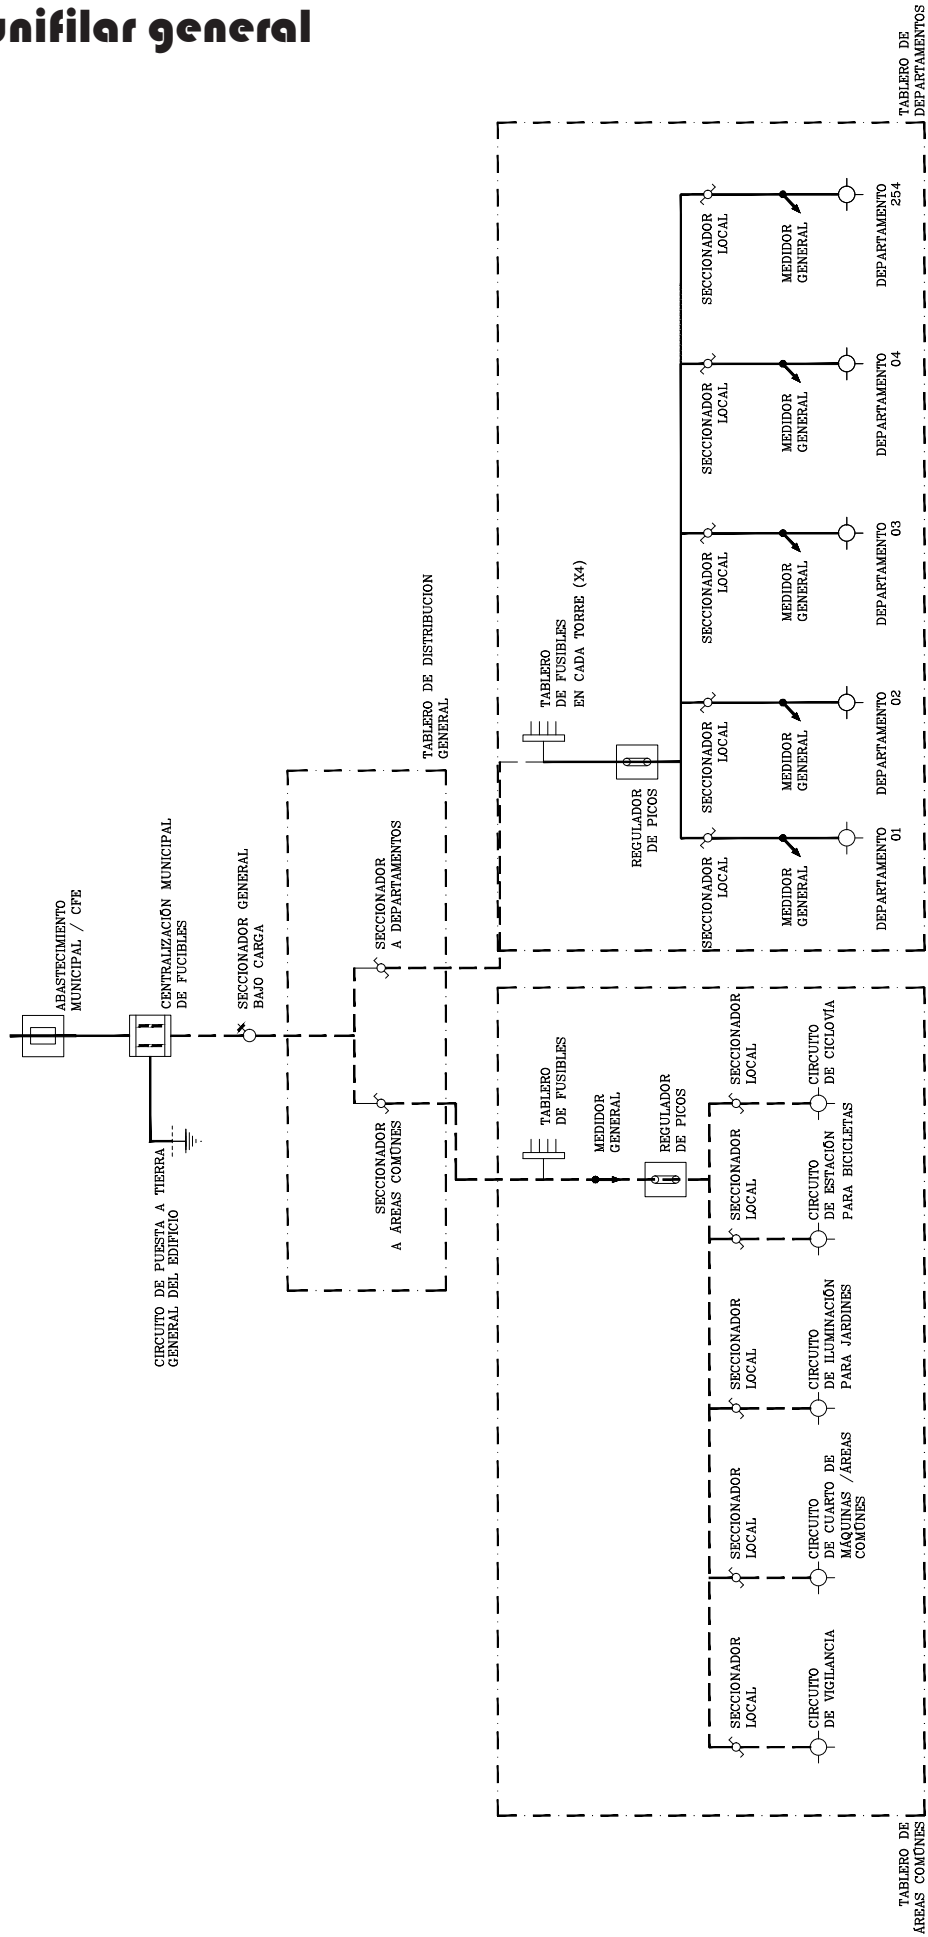 unifilar general
ABASTECIMIENTO
MUNICIPAL / CFE
CENTRALIZACIÓN MUNICIPAL
DE FUCIBLES
CIRCUITO DE PUESTA A TIERRA
GENERAL DEL EDIFICIO
SECCIONADOR GENERAL
BAJO CARGA
TABLERO DE DISTRIBUCION
GENERAL
SECCIONADOR
A ÁREAS COMÚNES
SECCIONADOR
A DEPARTAMENTOS
TABLERO DE
ÁREAS COMÚNES
TABLERO
DE FUSIBLES
MEDIDOR
GENERAL
REGULADOR
DE PICOS
SECCIONADOR
LOCAL
CIRCUITO
DE VIGILANCIA
SECCIONADOR
LOCAL
CIRCUITO
DE CUARTO DE
MÁQUINAS /ÁREAS
COMÚNES
SECCIONADOR
LOCAL
CIRCUITO
DE ILUMINACIÓN
PARA JARDINES
SECCIONADOR
LOCAL
CIRCUITO
DE ESTACIÓN
PARA BICICLETAS
SECCIONADOR
LOCAL
CIRCUITO
DE CICLOVÍA
TABLERO DE
DEPARTAMENTOS
TABLERO
DE FUSIBLES
EN CADA TORRE (X4)
REGULADOR
DE PICOS
SECCIONADOR
LOCAL
MEDIDOR
GENERAL
DEPARTAMENTO
01
SECCIONADOR
LOCAL
MEDIDOR
GENERAL
DEPARTAMENTO
02
SECCIONADOR
LOCAL
MEDIDOR
GENERAL
DEPARTAMENTO
03
SECCIONADOR
LOCAL
MEDIDOR
GENERAL
DEPARTAMENTO
04
SECCIONADOR
LOCAL
MEDIDOR
GENERAL
DEPARTAMENTO
254